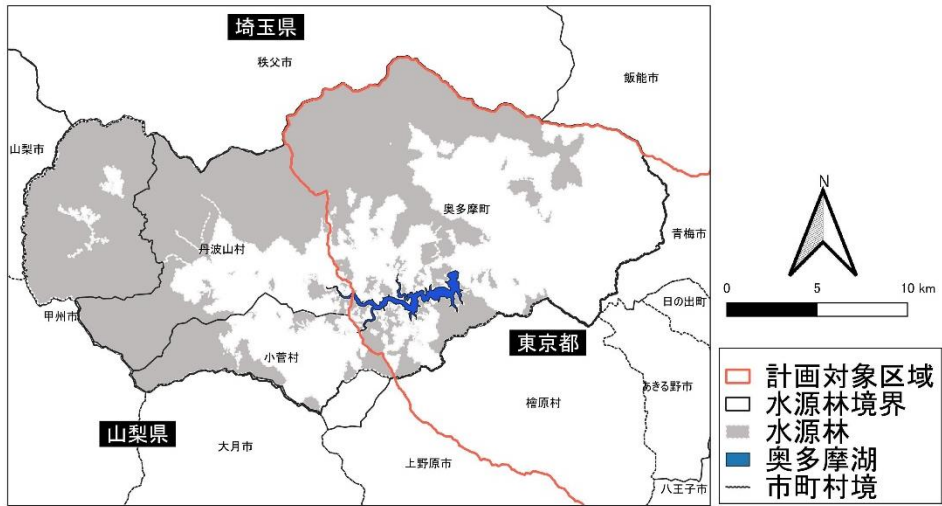 埼玉県
秩父市
飯能市
山梨市
奥多摩町
丹波山村
青梅市
甲州市
日の出町
東京都
小菅村
あきる野市
檜原村
山梨県
大月市
上野原市
八王子市
N
0 5 10 km
計画対象区域
水源林境界
水源林
奥多摩湖
市町村境